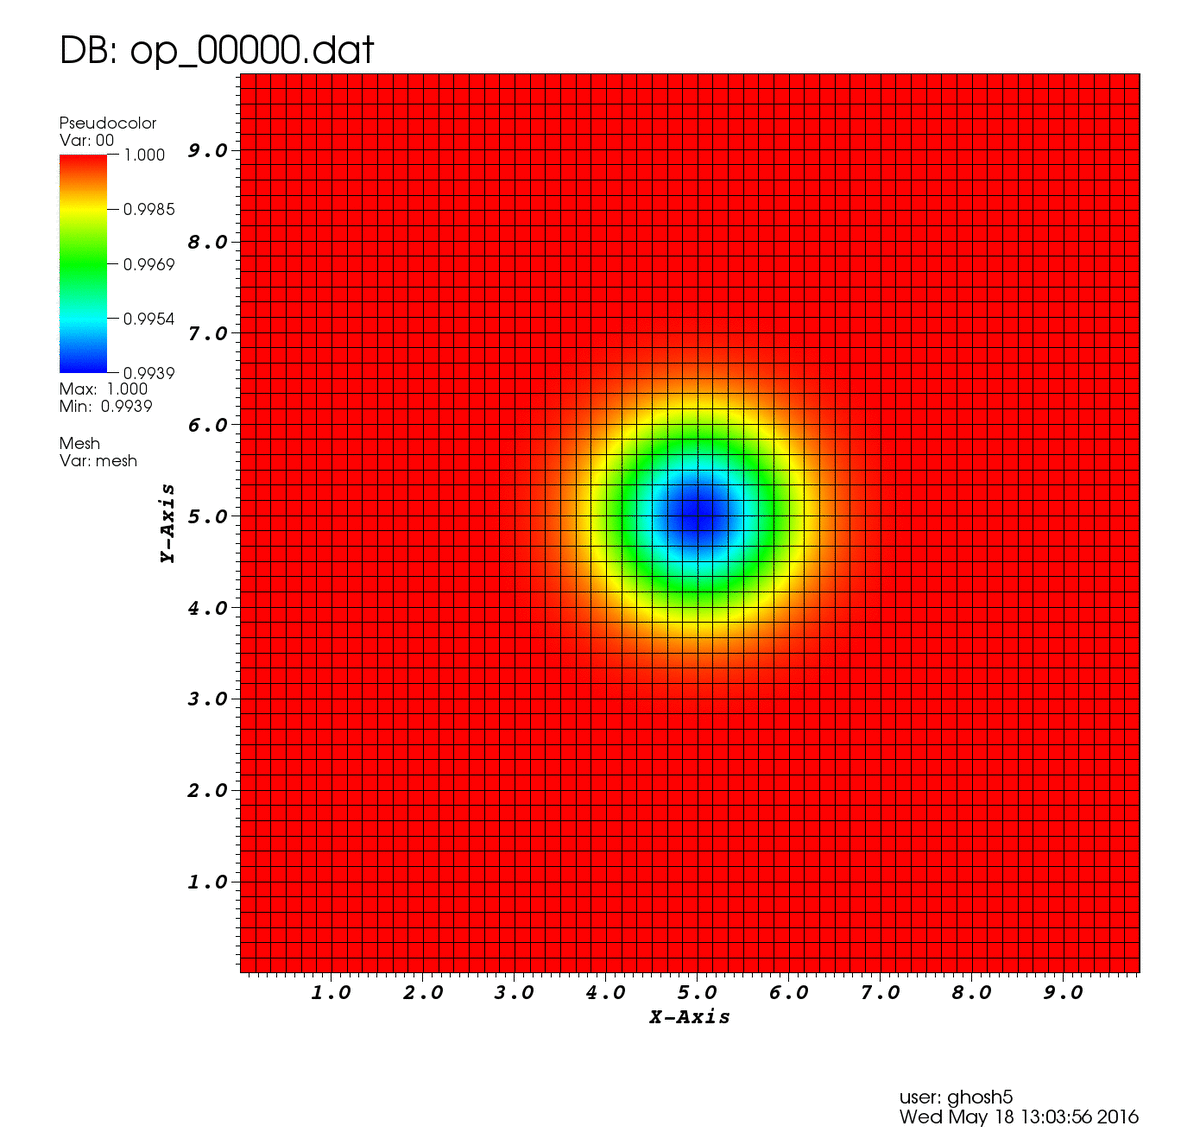 DB: op_00000.dat
Pseudocolor
Var: 00
1.000
0.9985
0.9969
0.9954
0.9939
Max: 1.000
Min: 0.9939
Mesh
Var: mesh
Y-Axis
9.0
8.0
7.0
6.0
5.0
4.0
3.0
2.0
1.0
1.0 2.0 3.0 4.0 5.0 6.0 7.0 8.0 9.0
X-Axis
user: ghosh5
Wed May 18 13:03:56 2016